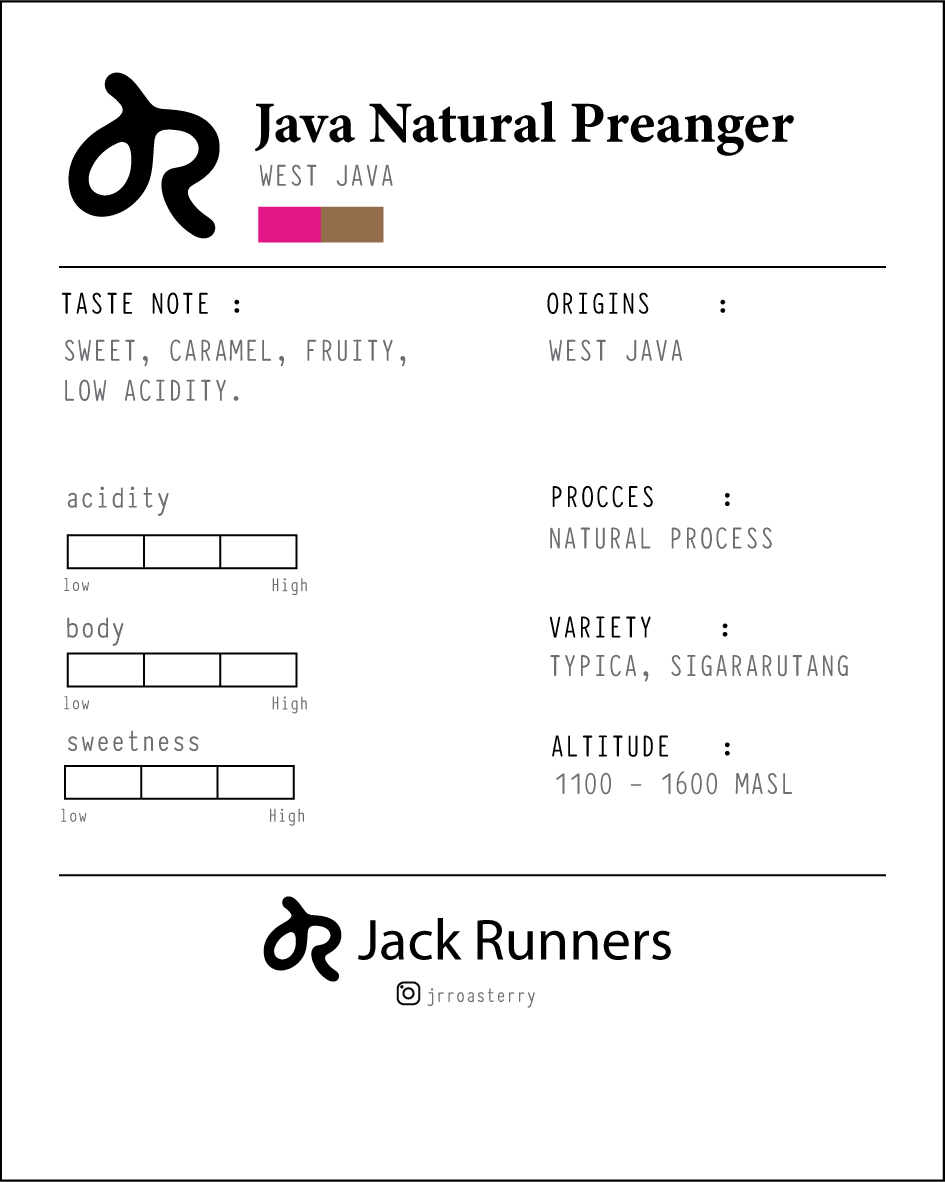 Java Natural Preanger
WEST JAVA
TASTE NOTE :
SWEET, CARAMEL, FRUITY,
LOW ACIDITY.
ORIGINS :
WEST JAVA
acidity
low High
body
low High
sweetness
low High
PROCCES :
NATURAL PROCESS
VARIETY :
TYPICA, SIGARARUTANG
ALTITUDE :
1100 - 1600 MASL
Jack Runners
jrroasterry